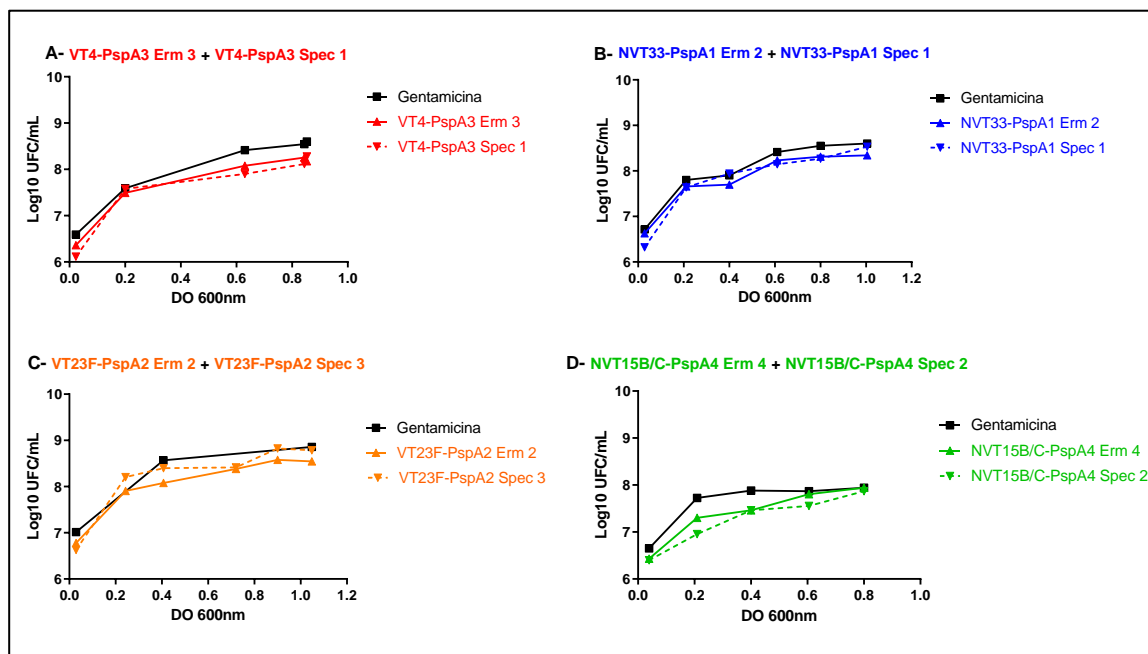 A- VT4-PspA3 Erm 3 + VT4-PspA3 Spec 1
10
9
8
7
6
Log10 UFC/mL
0.0 0.2 0.4 0.6 0.8 1.0
DO 600nm
Gentamicina
VT4-PspA3 Erm 3
VT4-PspA3 Spec 1
B- NVT33-PspA1 Erm 2 + NVT33-PspA1 Spec 1
10
9
8
7
6
Log10 UFC/mL
0.0 0.2 0.4 0.6 0.8 1.0 1.2
DO 600nm
Gentamicina
NVT33-PspA1 Erm 2
NVT33-PspA1 Spec 1
C- VT23F-PspA2 Erm 2 + VT23F-PspA2 Spec 3
10
9
8
7
6
Log10 UFC/mL
0.0 0.2 0.4 0.6 0.8 1.0 1.2
DO 600nm
Gentamicina
VT23F-PspA2 Erm 2
VT23F-PspA2 Spec 3
D- NVT15B/C-PspA4 Erm 4 + NVT15B/C-PspA4 Spec 2
10
9
8
7
6
Log10 UFC/mL
0.0 0.2 0.4 0.6 0.8 1.0
DO 600nm
Gentamicina
NVT15B/C-PspA4 Erm 4
NVT15B/C-PspA4 Spec 2